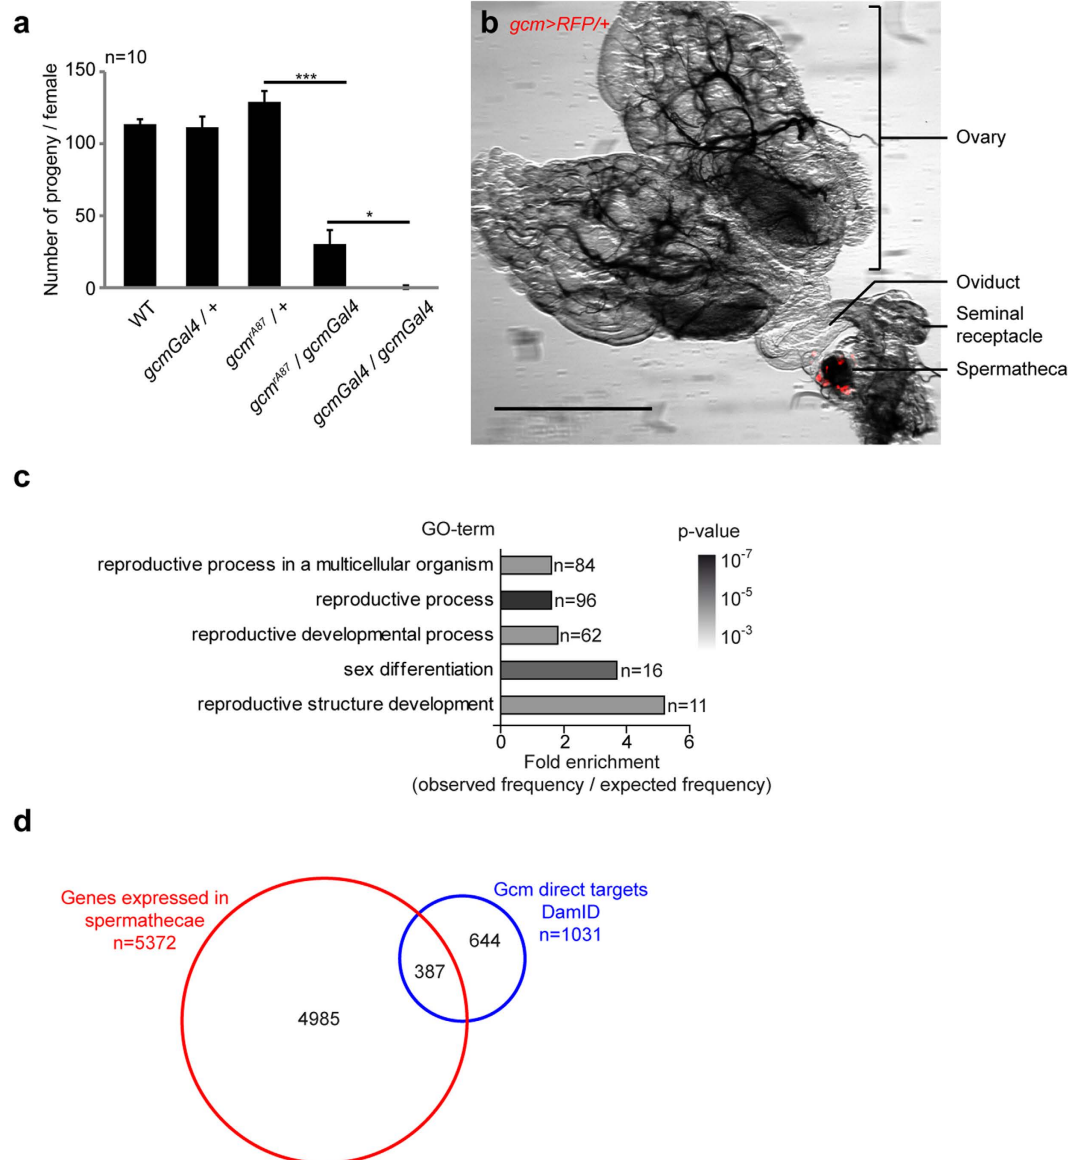 a
n=10
Number of progeny / female
150
100
50
0
***
*
WT
gcmGal4 / +
gcmrA87 / +
gcmrA87 / gcmGal4
gcmGal4 / gcmGal4
b
gcm>RFP/+
Ovary
Oviduct
Seminal
receptacle
Spermatheca
c
GO-term
p-value
reproductive process in a multicellular organism
n=84
reproductive process
n=96
reproductive developmental process
n=62
sex differentiation
n=16
reproductive structure development
n=11
10-7
10-5
10-3
0 2 4 6
Fold enrichment
(observed frequency / expected frequency)
d
Genes expressed in
spermathecae
n=5372
Gcm direct targets
DamID
n=1031
644
387
4985